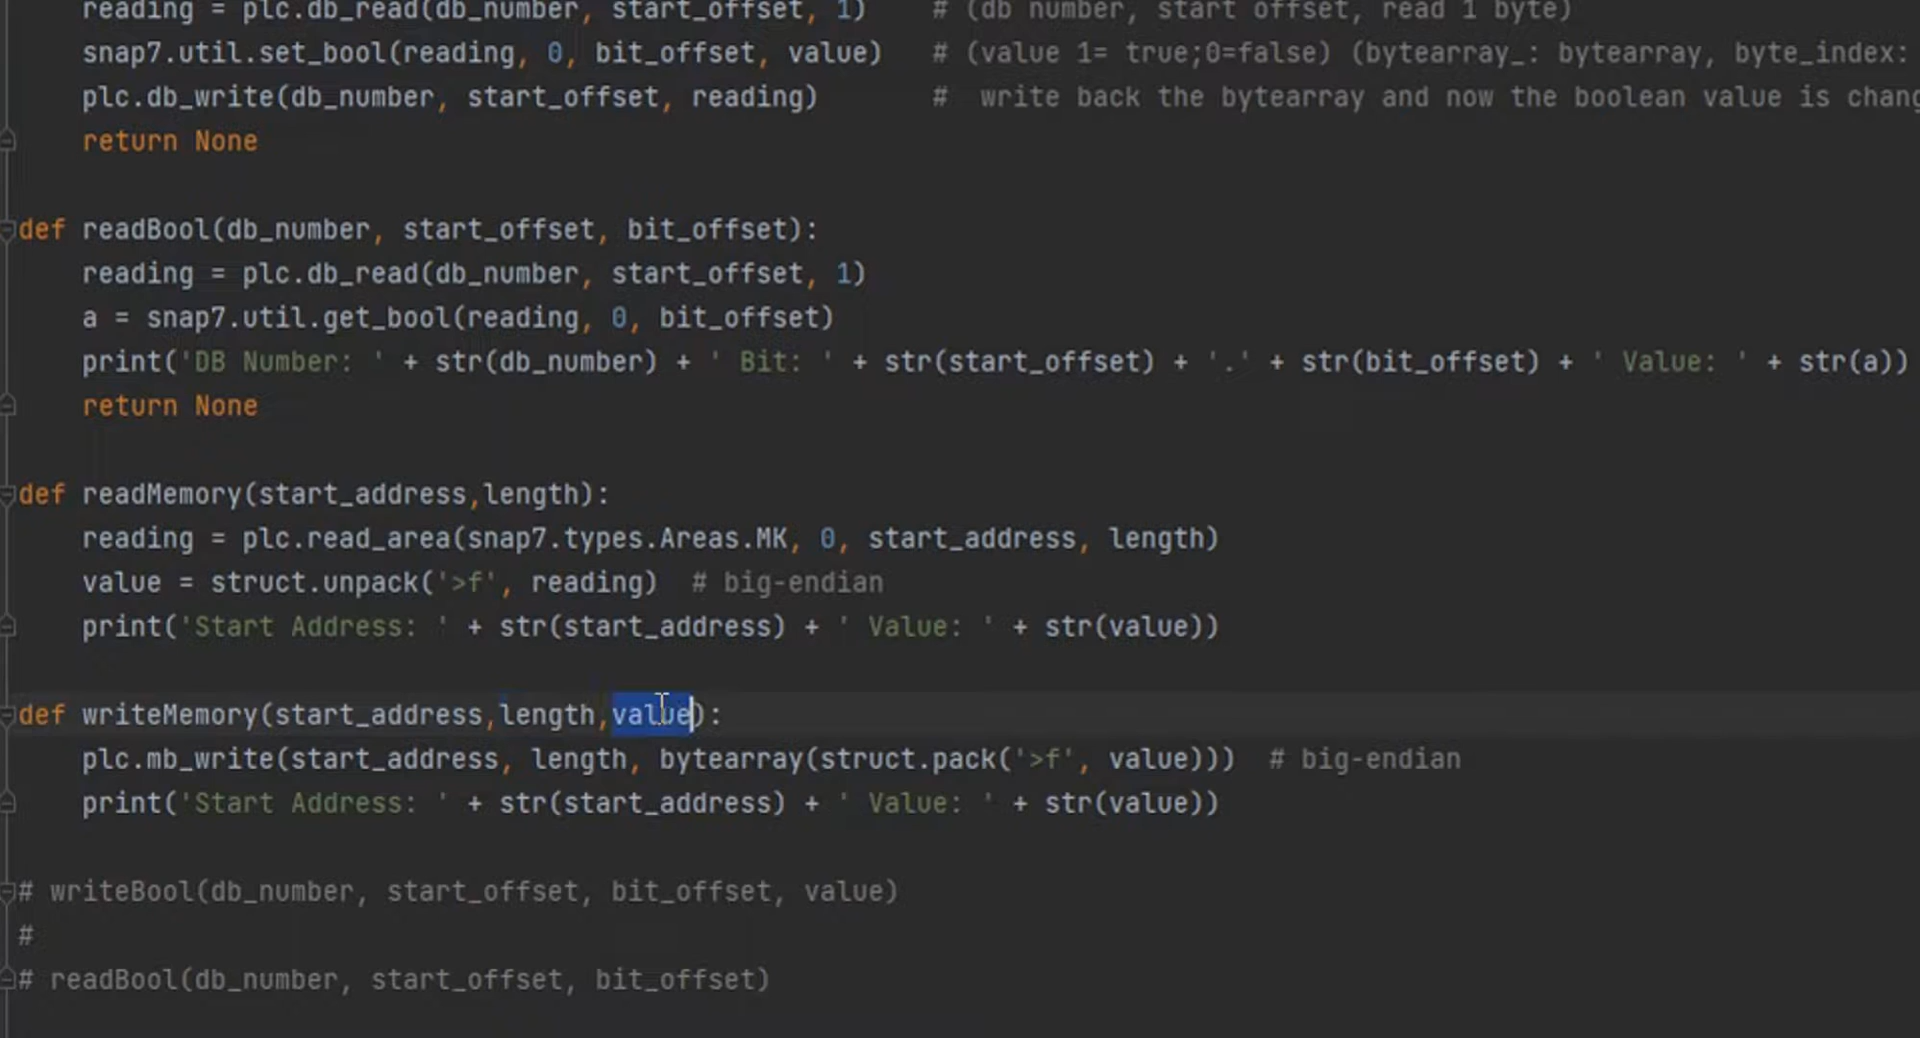 reading = plc.db_read(db_number, start_offset, 1)   # (db number, start offset, read 1 byte)
snap7.util.set_bool(reading, 0, bit_offset, value)   # (value 1= true;0=false) (bytearray_: bytearray, byte_index:
plc.db_write(db_number, start_offset, reading)       #  write back the bytearray and now the boolean value is
return None
def readBool(db_number, start_offset, bit_offset):
reading = plc.db_read(db_number, start_offset, 1)
a = snap7.util.get_bool(reading, 0, bit_offset)
print('DB Number: ' + str(db_number) + ' Bit: ' + str(start_offset) + '.' + str(bit_offset) + ' Value: ' + str(a))
return None
def readMemory(start_address,length):
reading = plc.read_area(snap7.types.Areas.MK, 0, start_address, length)
value = struct.unpack('>f', reading)  # big-endian
print('Start Address: ' + str(start_address) + ' Value: ' + str(value))
def writeMemory(start_address,length,value):
plc.mb_write(start_address, length, bytearray(struct.pack('>f', value)))  # big-endian
print('Start Address: ' + str(start_address) + ' Value: ' + str(value))
# writeBool(db_number, start_offset, bit_offset, value)
#
# readBool(db_number, start_offset, bit_offset)